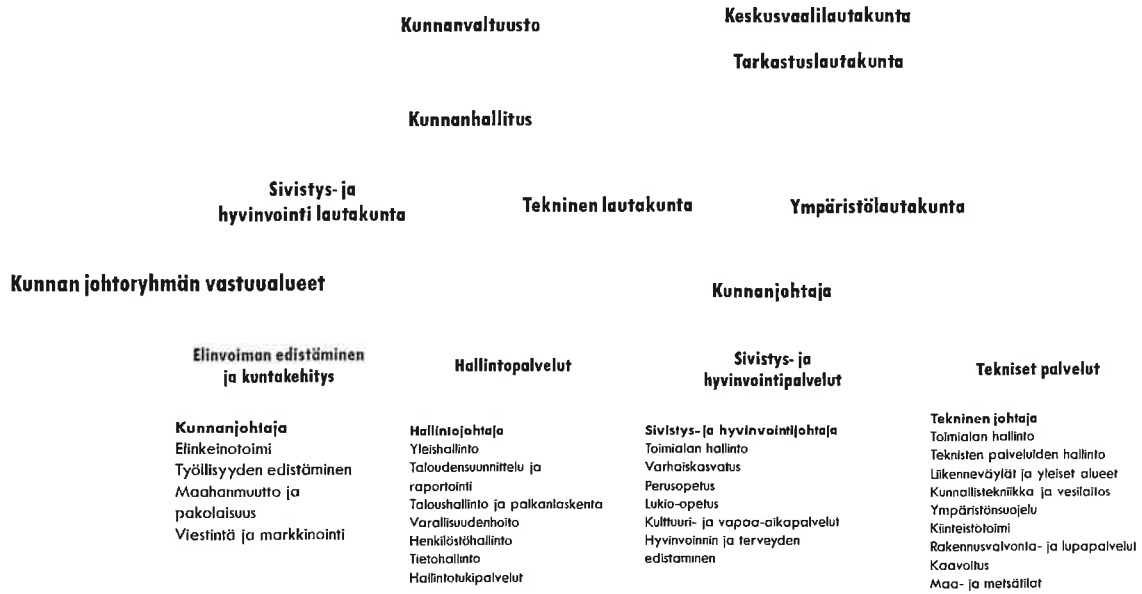 Kunnanvaltuusto
Keskusvaalilautakunta
Tarkastuslautakunta
Kunnanhallitus
Sivistys- ja
hyvinvointi lautakunta
Tekninen lautakunta
Ympäristölautakunta
Kunnan johtoryhmän vastuualueet
Kunnanjohtaja
Elinvoiman edistäminen
ja kuntakehitys
Hallintopalvelut
Sivistys- ja
hyvinvointipalvelut
Tekniset palvelut
Kunnanjohtaja
Elinkeinotoimi
Työllisyyden edistäminen
Maahanmuutto ja
pakolaisuus
Viestintä ja markkinointi
Hallintojohtaja
Yleishallinto
Taloudensuunnittelu ja
raportointi
Taloushallinto ja palkanlaskenta
Varallisuudenhoito
Henkilöstöhallinto
Tietohallinto
Hallintotukipalvelut
Sivistys- ja hyvinvointijohtaja
Toimialan hallinto
Varhaiskasvatus
Perusopetus
Lukio-opetus
Kulttuuri- ja vapaa-aikapalvelut
Hyvinvoinnin ja terveyden
edistaminen
Tekninen johtaja
Toimialan hallinto
Teknisten palveluiden hallinto
Liikenneväylät ja yleiset alueet
Kunnallistekniikka ja vesilaitos
Ympäristönsuojelu
Kiinteistötoimi
Rakennusvalvonta- ja lupapalvelut
Kaavoitus
Maa- ja metsätilat